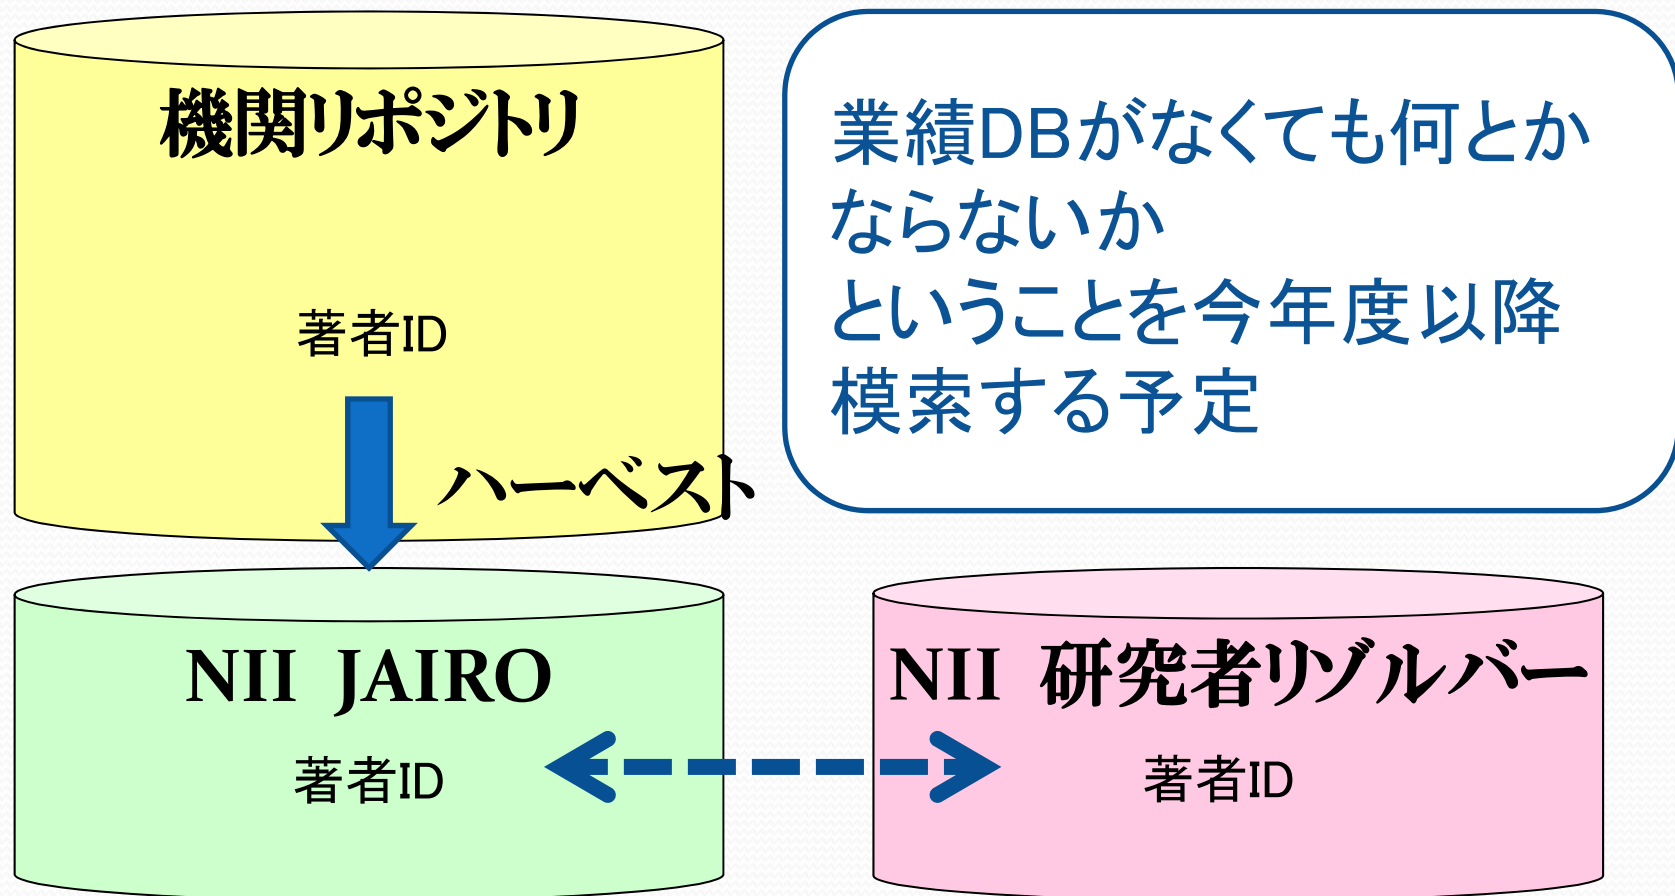 機関リポジトリ
著者ID
ハーベスト
業績DBがなくても何とか
ならないか
ということを今年度以降
模索する予定
NII JAIRO
著者ID
NII 研究者リゾルバー
著者ID